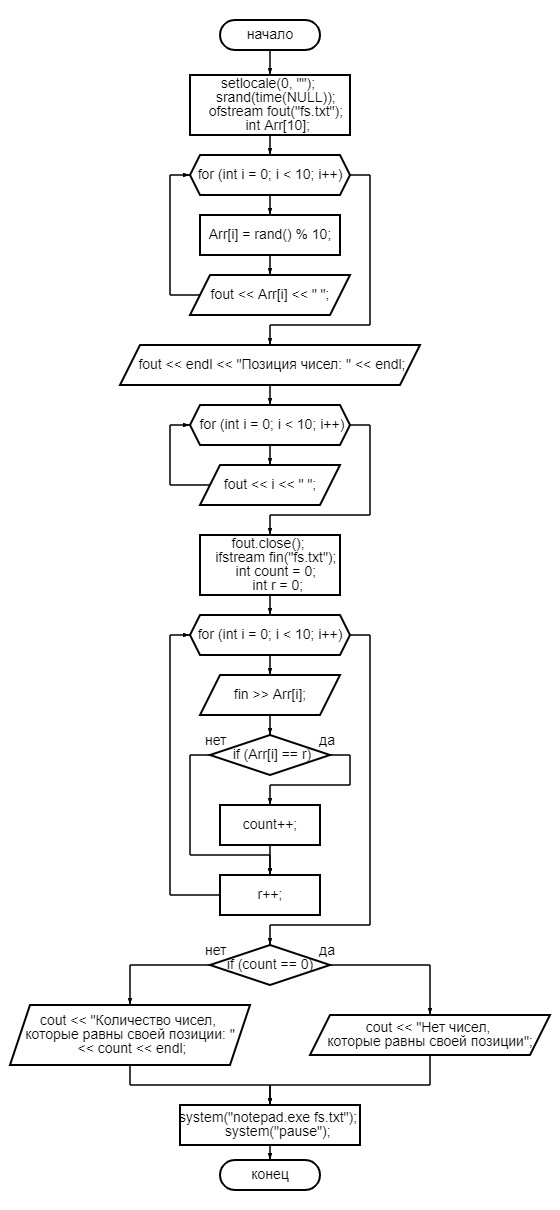 начало
setlocale(0, "");
srand(time(NULL));
ofstream fout("fs.txt");
int Arr[10];
for (int i = 0; i < 10; i++)
Arr[i] = rand() % 10;
fout << Arr[i] << " ";
fout << endl << "Позиция чисел: " << endl;
for (int i = 0; i < 10; i++)
fout << i << " ";
fout.close();
ifstream fin("fs.txt");
int count = 0;
int r = 0;
for (int i = 0; i < 10; i++)
fin >> Arr[i];
нет
да
if (Arr[i] == r)
count++;
r++;
нет
да
if (count == 0)
cout << "Количество чисел,
которые равны своей позиции: "
<< count << endl;
cout << "Нет чисел,
которые равны своей позиции";
system("notepad.exe fs.txt");
system("pause");
конец